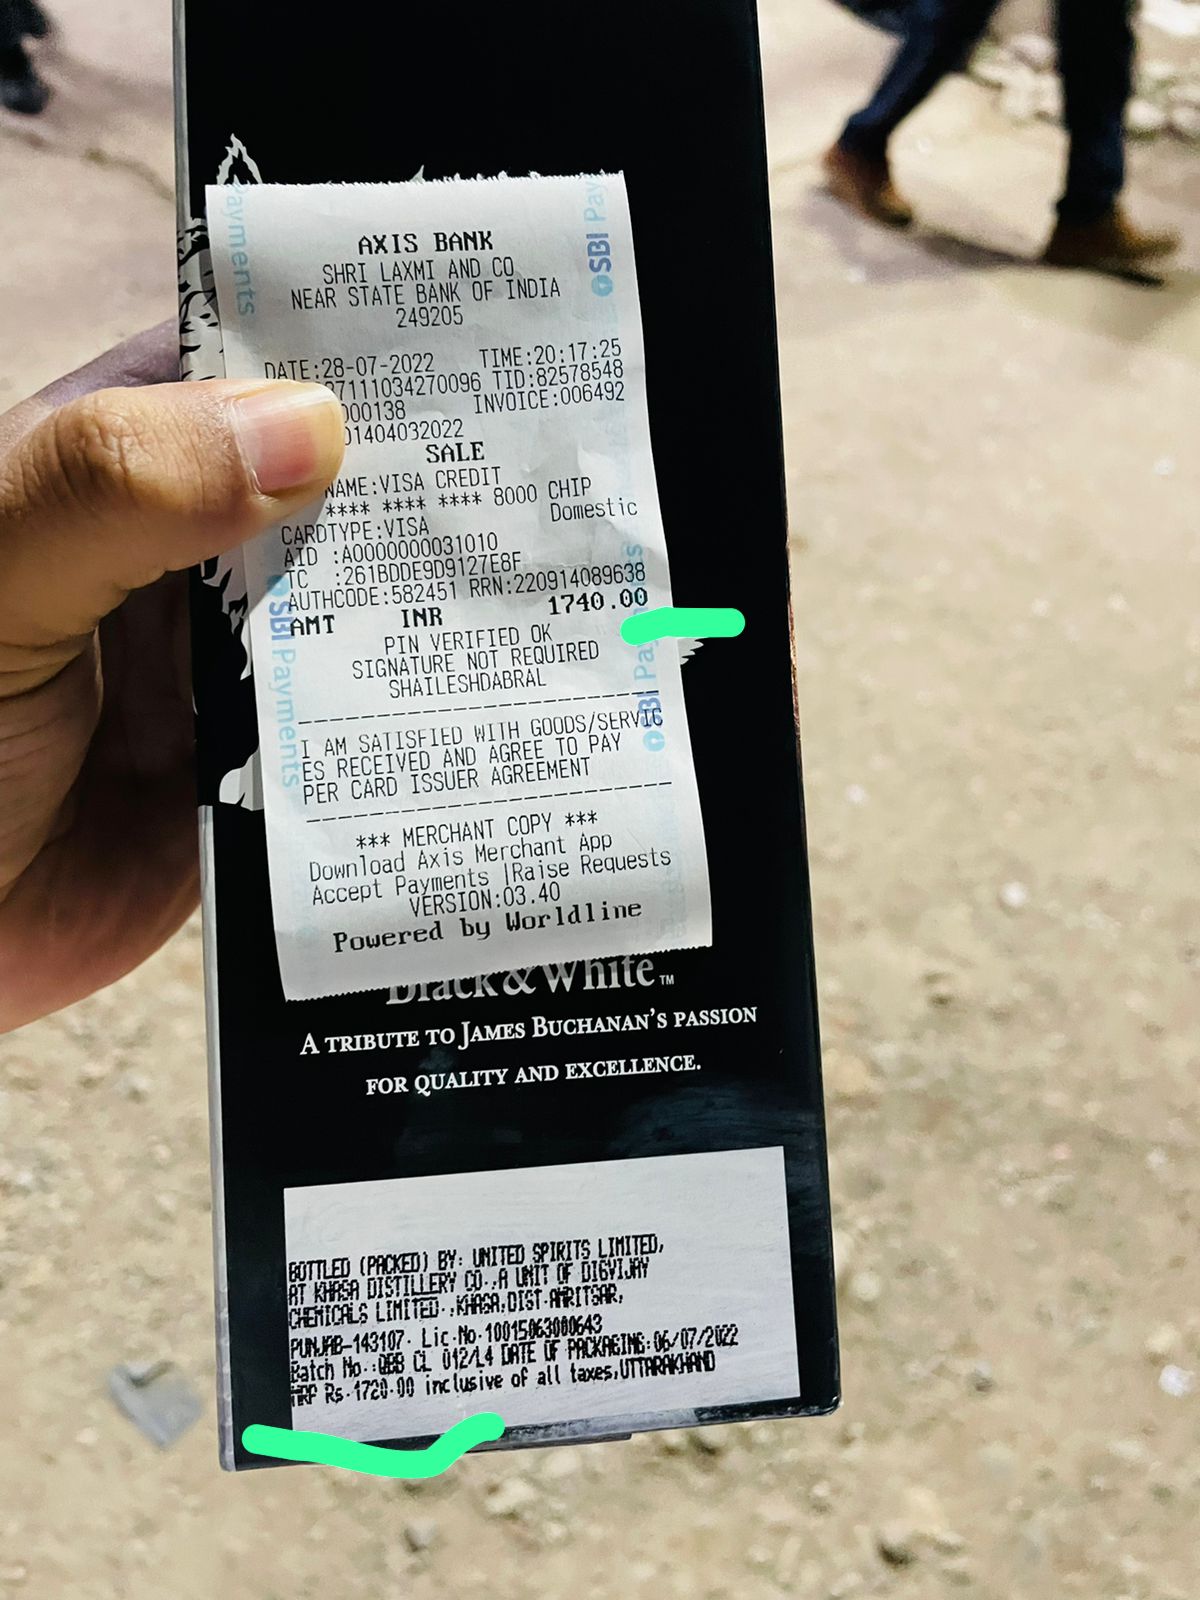 AXIS BANK
SHRI LAXMI AND CO
NEAR STATE BANK OF INDIA
249205
DATE:28-07-2022 TIME:20:17:25
97111034270096 TID:82578548
000138 INVOICE:006492
01404032022
SALE
NAME:VISA CREDIT
**** **** **** 8000 CHIP
Domestic
CARDTYPE:VISA
AID :A0000000031010
TC :261BDDE9D9127E8F
AUTHCODE:582451 RRN:220914089638
AMT INR 1740.00
PIN VERIFIED OK
SIGNATURE NOT REQUIRED
SHAILESHDABRAL
I AM SATISFIED WITH GOODS/SERVIC
ES RECEIVED AND AGREE TO PAY
PER CARD ISSUER AGREEMENT
*** MERCHANT COPY ***
Download Axis Merchant App
Accept Payments |Raise Requests
VERSION:03.40
Powered by Worldline
SBI Payments
Black & White™
A TRIBUTE TO JAMES BUCHANAN'S PASSION
FOR QUALITY AND EXCELLENCE.
BOTTLED (PACKED) BY: UNITED SPIRITS LIMITED,
AT KHASA DISTILLERY CO.,A UNIT OF DIGVIJAY
CHEMICALS LIMITED.,KHASA,DIST-AMRITSAR,
PUNJAB-143107. Lic.No.10015063000643
Batch No.:QBB CL 012/L4 DATE OF PACKAGING:06/07/2022
MRP Rs.1720.00 inclusive of all taxes,UTTARAKHAND